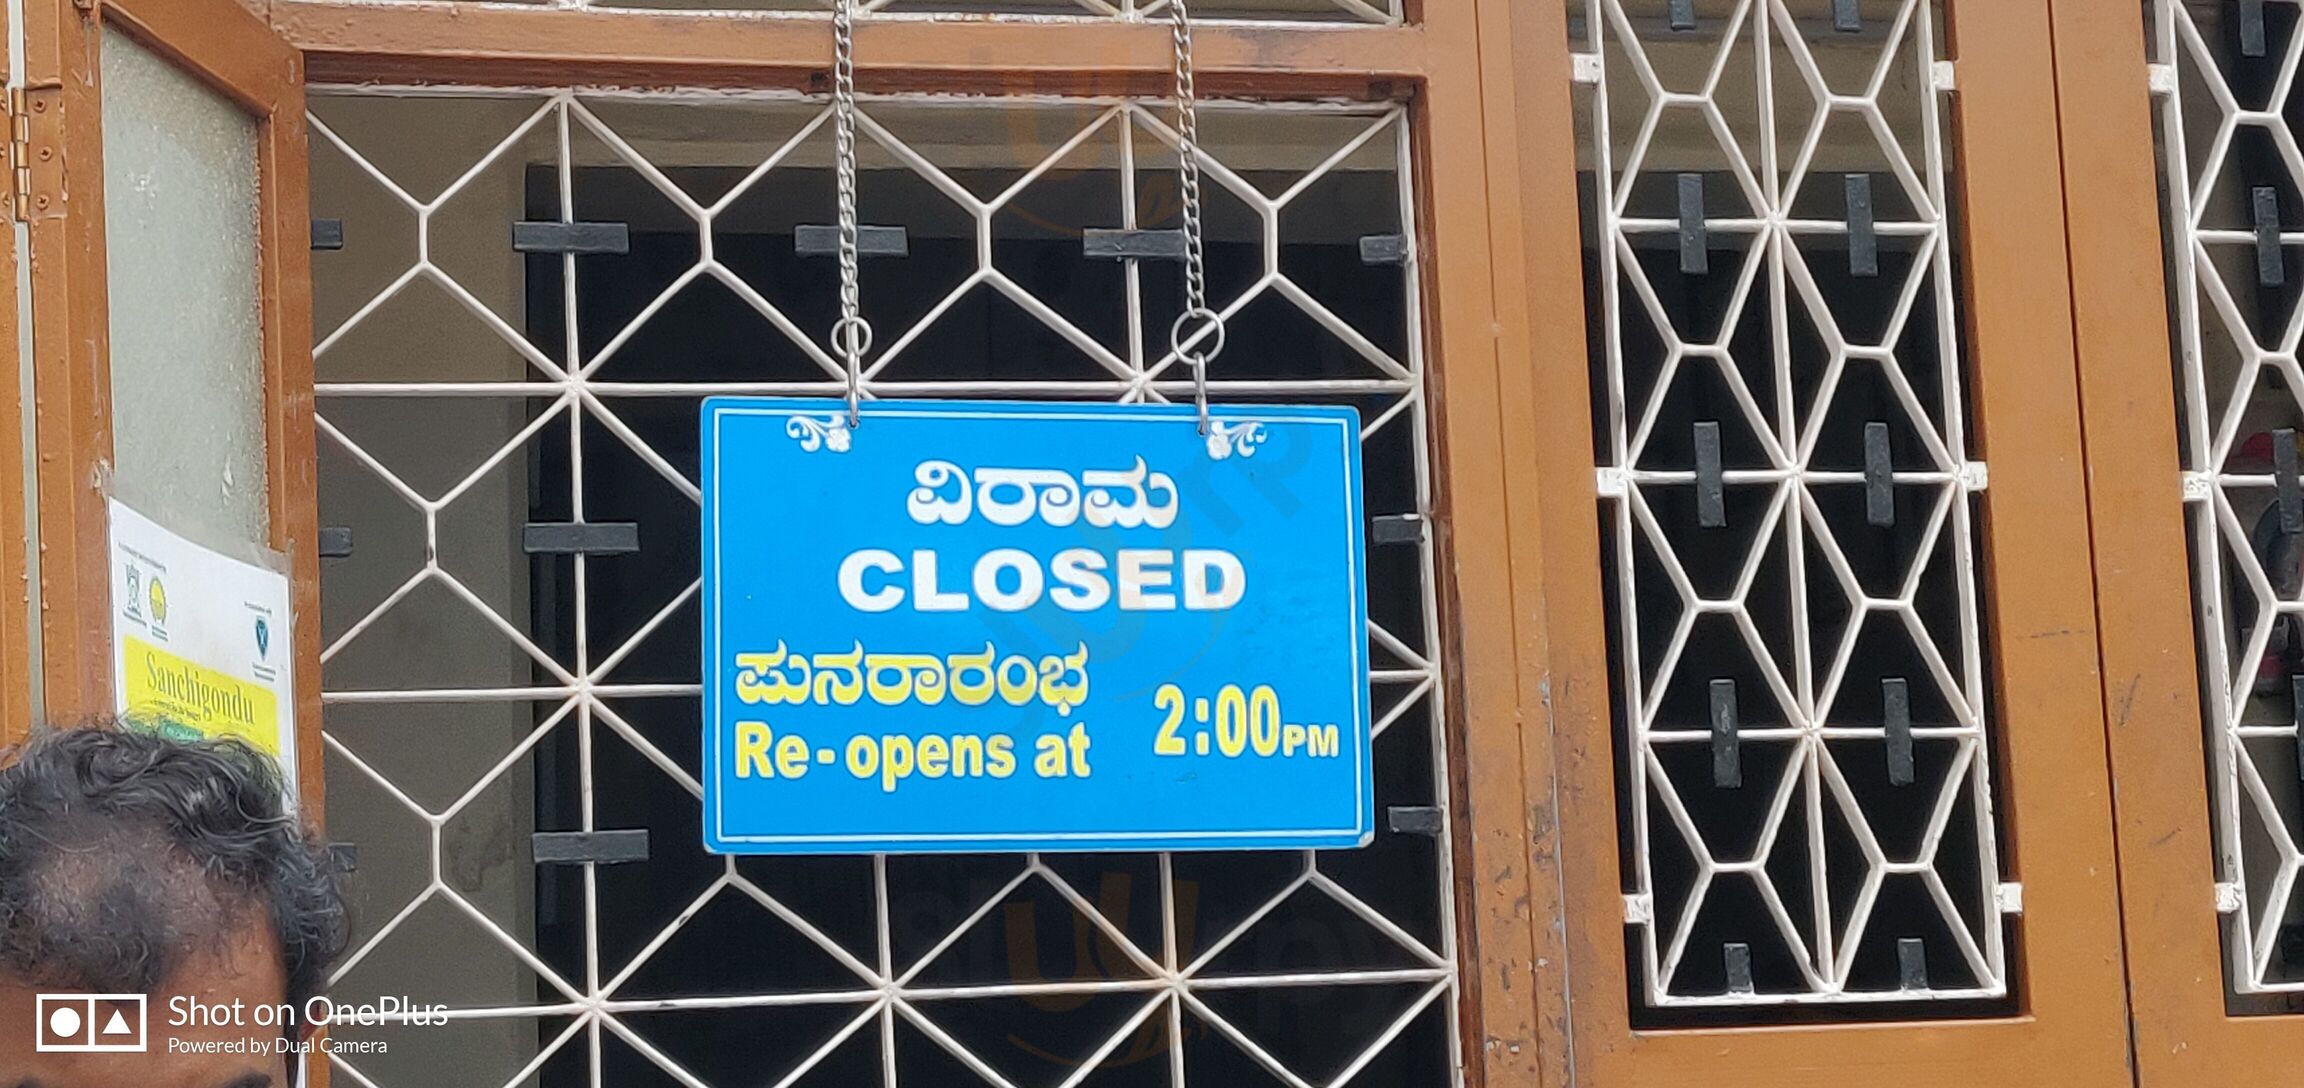 ವಿರಾಮ
CLOSED
ಪುನರಾರಂಭ
Re-opens at 2:00PM
Sanchigondu
Shot on OnePlus
Powered by Dual Camera